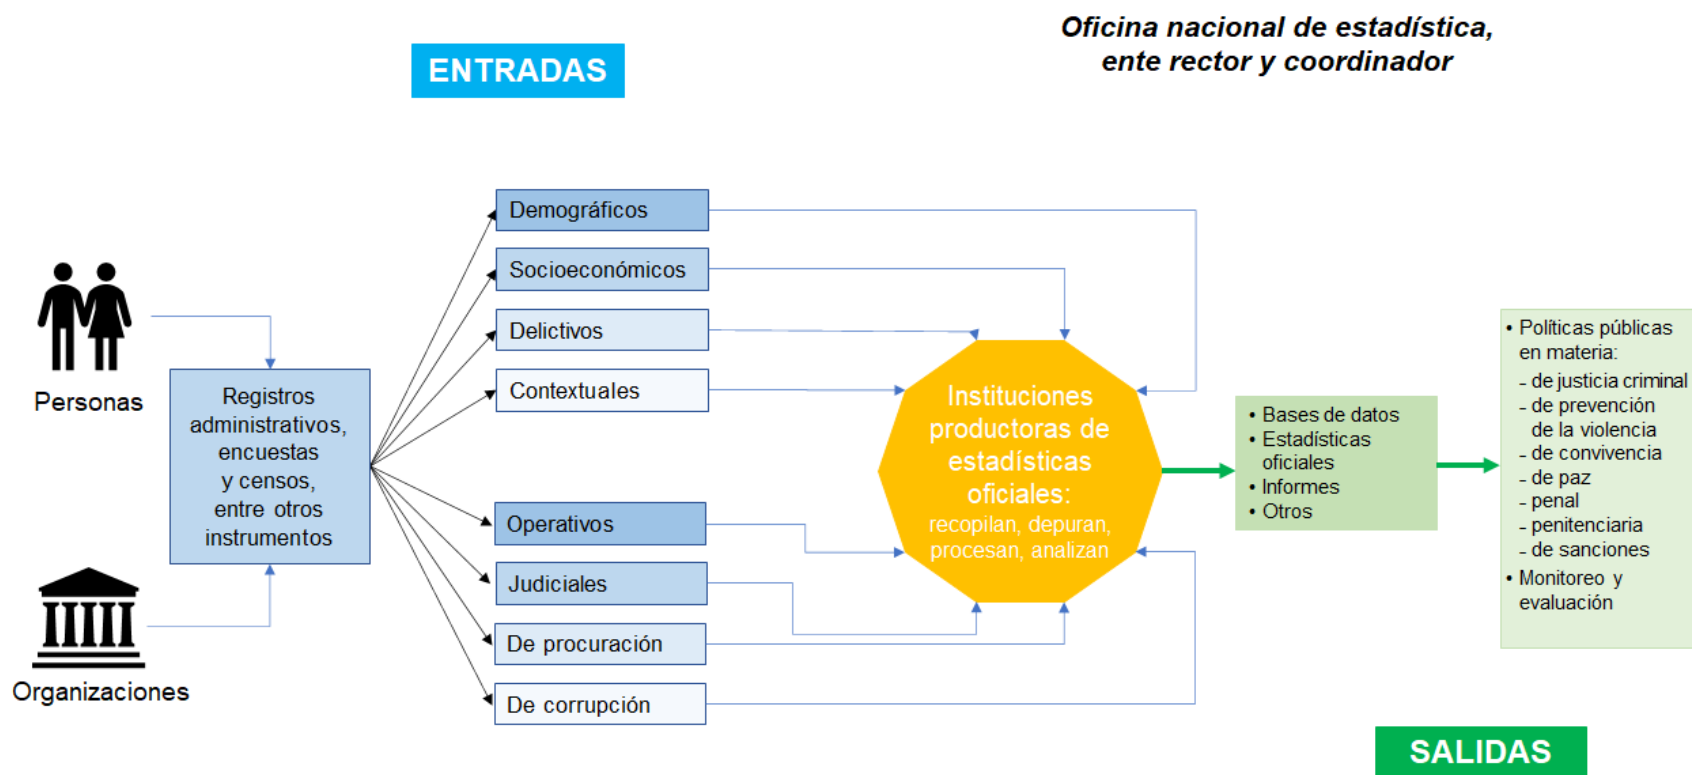 Oficina nacional de estadística,
ente rector y coordinador
ENTRADAS
Personas
Organizaciones
Registros
administrativos,
encuestas
y censos,
entre otros
instrumentos
Demográficos
Socioeconómicos
Delictivos
Contextuales
Operativos
Judiciales
De procuración
De corrupción
Instituciones
productoras de
estadísticas
oficiales:
recopilan, depuran,
procesan, analizan
• Bases de datos
• Estadísticas
oficiales
• Informes
• Otros
• Políticas públicas
en materia:
- de justicia criminal
- de prevención
de la violencia
- de convivencia
- de paz
- penal
- penitenciaria
- de sanciones
• Monitoreo y
evaluación
SALIDAS